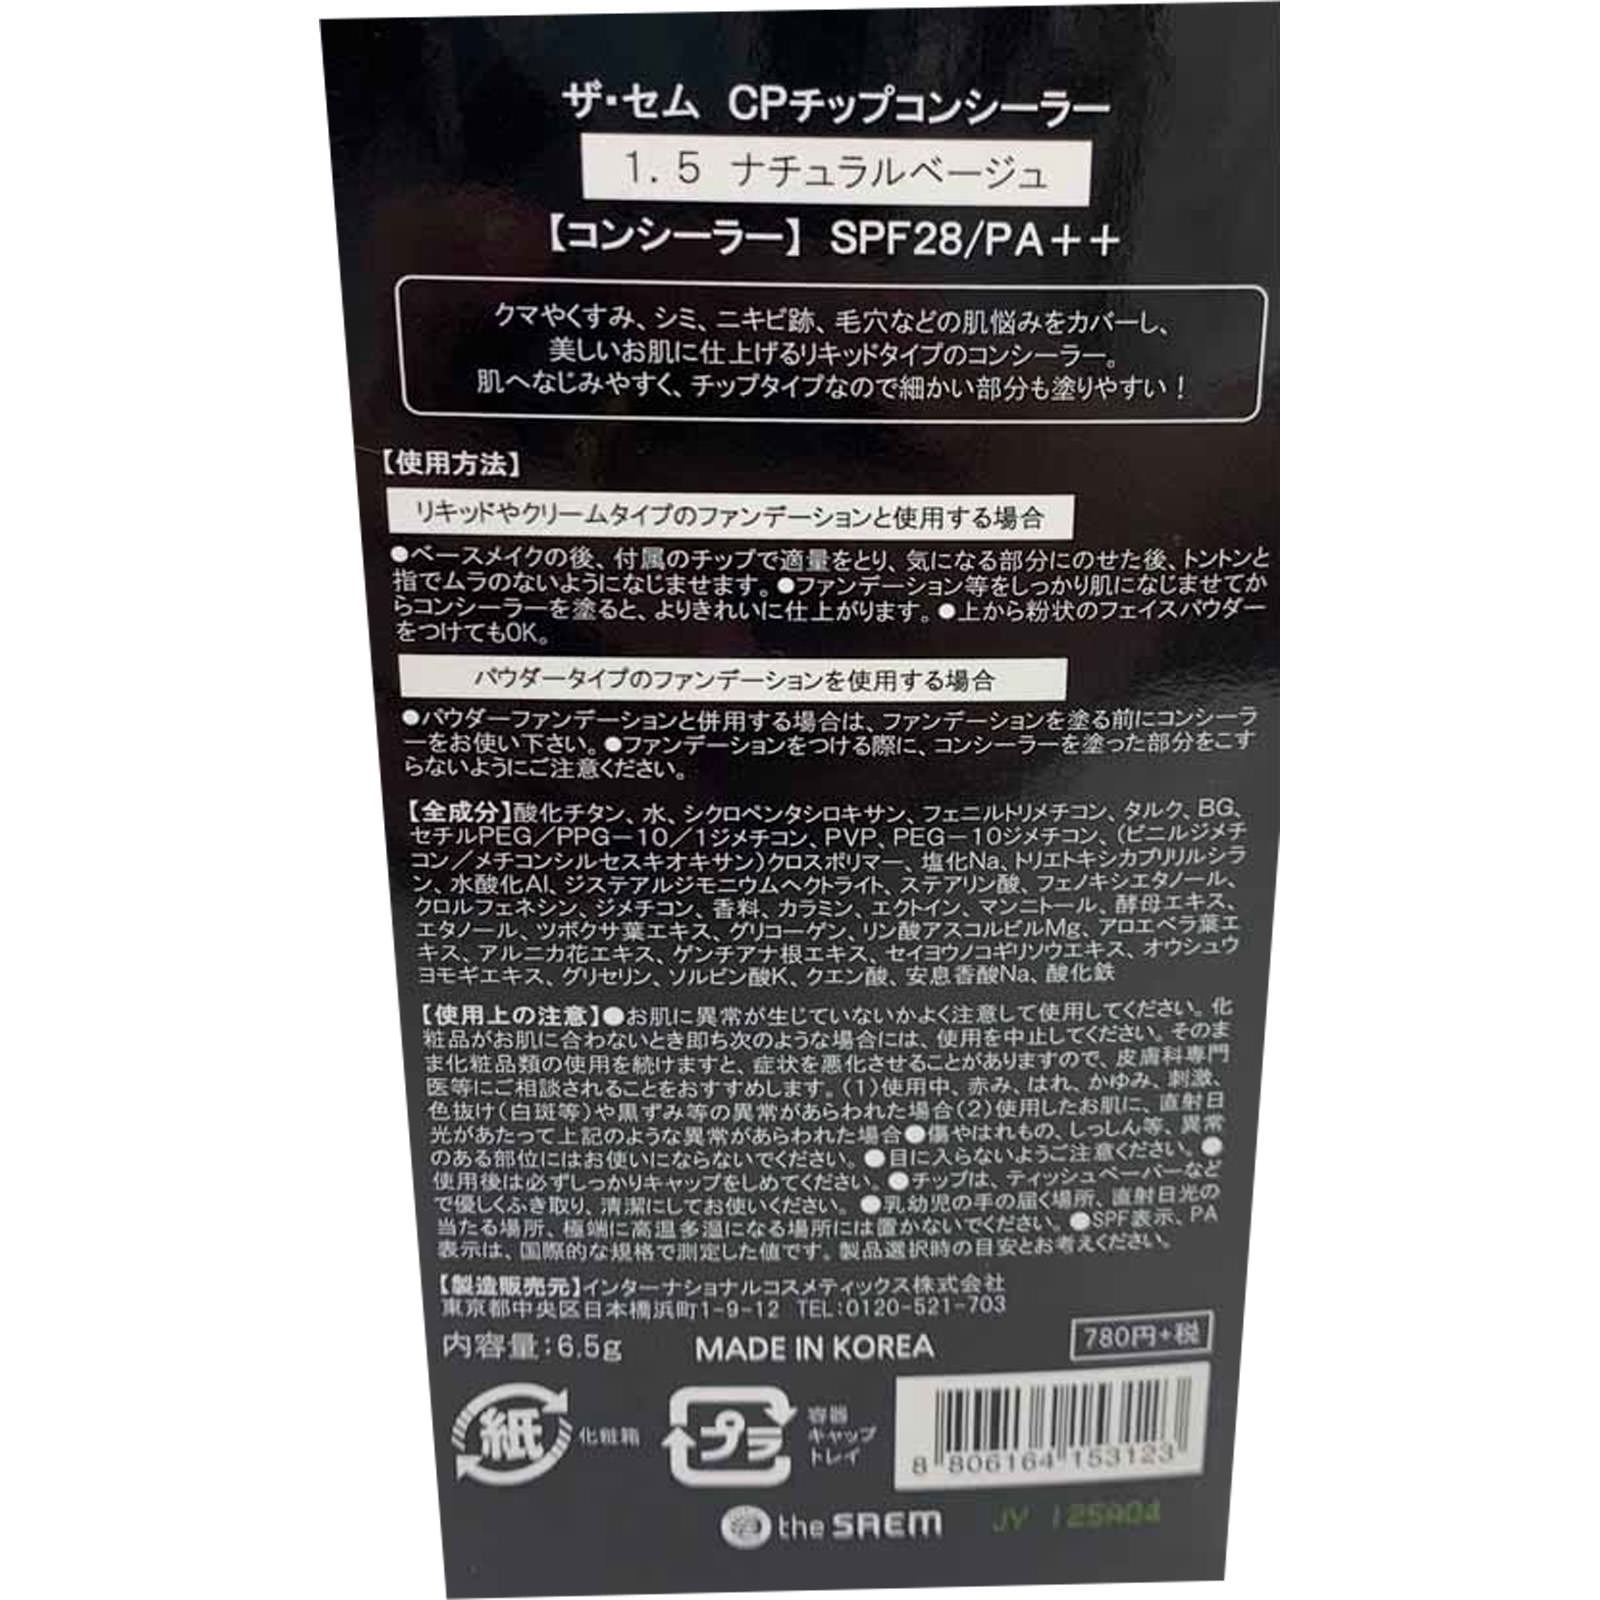 ザ・セム CPチップコンシーラー
1.5 ナチュラルベージュ
【コンシーラー】 SPF28/PA++
クマやくすみ、シミ、ニキビ跡、毛穴などの肌悩みをカバーし、
美しいお肌に仕上げるリキッドタイプのコンシーラー。
肌へなじみやすく、チップタイプなので細かい部分も塗りやすい！
【使用方法】
リキッドやクリームタイプのファンデーションと使用する場合
●ベースメイクの後、付属のチップで適量をとり、気になる部分にのせた後、トントンと
指でムラのないようになじませます。●ファンデーション等をしっかり肌になじませてか
らコンシーラーを塗ると、よりきれいに仕上がります。●上から粉状のフェイスパウダー
をつけてもOK。
パウダータイプのファンデーションを使用する場合
●パウダーファンデーションと併用する場合は、ファンデーションを塗る前にコンシーラ
ーをお使い下さい。●ファンデーションをつける際に、コンシーラーを塗った部分をこす
らないようにご注意ください。
【全成分】酸化チタン、水、シクロペンタシロキサン、フェニルトリメチコン、タルク、BG、
セチルPEG／PPG－10／1ジメチコン、PVP、PEG－10ジメチコン、（ビニルジメチ
コン／メチコンシルセスキオキサン）クロスポリマー、塩化Na、トリエトキシカプリリルシラ
ン、水酸化Al、ジステアルジモニウムヘクトライト、ステアリン酸、フェノキシエタノール、
クロルフェネシン、ジメチコン、香料、カラミン、エクトイン、マンニトール、酵母エキス、
エタノール、ツボクサ葉エキス、グリコーゲン、リン酸アスコルビルMg、アロエベラ葉エ
キス、アルニカ花エキス、ゲンチアナ根エキス、セイヨウノコギリソウエキス、オウシュウ
ヨモギエキス、グリセリン、ソルビン酸K、クエン酸、安息香酸Na、酸化鉄
【使用上の注意】●お肌に異常が生じていないかよく注意して使用してください。化
粧品がお肌に合わないとき即ち次のような場合には、使用を中止してください。そのま
ま化粧品類の使用を続けますと、症状を悪化させることがありますので、皮膚科専門
医等にご相談されることをおすすめします。（1）使用中、赤み、はれ、かゆみ、刺激、
色抜け（白斑等）や黒ずみ等の異常があらわれた場合（2）使用したお肌に、直射日
光があたって上記のような異常があらわれた場合●傷やはれもの、しっしん等、異常
のある部位にはお使いにならないでください。●目に入らないようご注意ください。●
使用後は必ずしっかりキャップをしめてください。●チップは、ティッシュペーパーなど
で優しくふき取り、清潔にしてお使いください。●乳幼児の手の届く場所、直射日光の
当たる場所、極端に高温多湿になる場所には置かないでください。●SPF表示、PA
表示は、国際的な規格で測定した値です。製品選択時の目安とお考えください。
【製造販売元】インターナショナルコスメティックス株式会社
東京都中央区日本橋浜町1-9-12 TEL:0120-521-703
内容量：6.5g MADE IN KOREA 780円+税
紙 化粧箱 プラ 容器
キャップ
トレイ
8 806164 153123
the SAEM JY 125A04